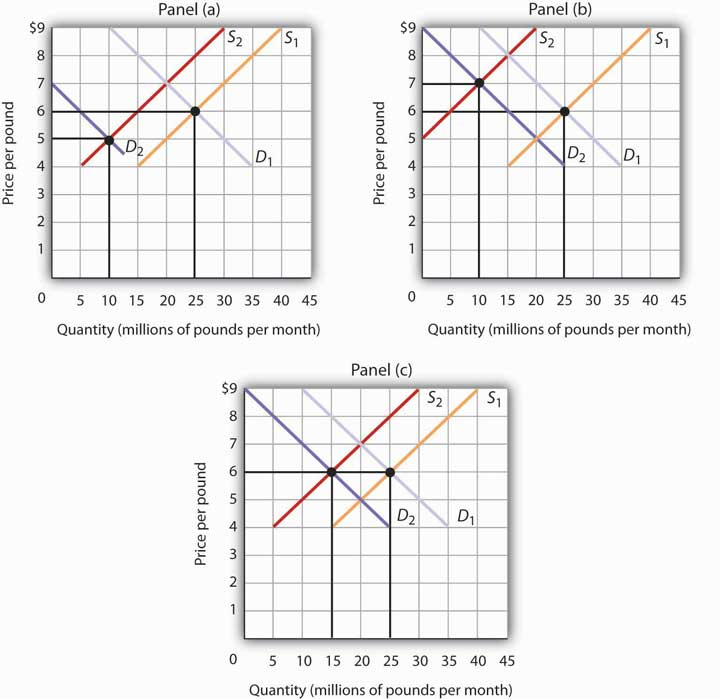 Panel (a)
$9
8
7
6
5
4
3
2
1
0
5 10 15 20 25 30 35 40 45
Price per pound
Quantity (millions of pounds per month)
S2
S1
D2
D1
Panel (b)
$9
8
7
6
5
4
3
2
1
0
5 10 15 20 25 30 35 40 45
Price per pound
Quantity (millions of pounds per month)
S2
S1
D2
D1
Panel (c)
$9
8
7
6
5
4
3
2
1
0
5 10 15 20 25 30 35 40 45
Price per pound
Quantity (millions of pounds per month)
S2
S1
D2
D1